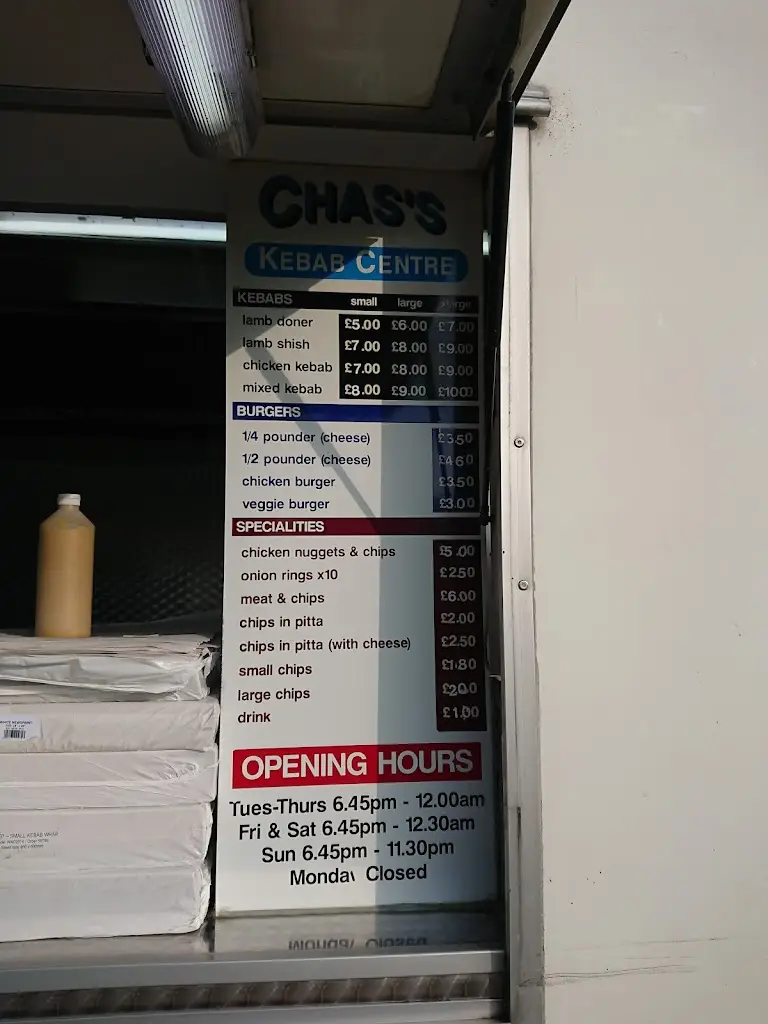 CHAS'S
KEBAB CENTRE
KEBABS small large x-large
lamb doner £5.00 £6.00 £7.00
lamb shish £7.00 £8.00 £9.00
chicken kebab £7.00 £8.00 £9.00
mixed kebab £8.00 £9.00 £10.00
BURGERS
1/4 pounder (cheese) £3.50
1/2 pounder (cheese) £4.60
chicken burger £3.50
veggie burger £3.00
SPECIALITIES
chicken nuggets & chips £5.00
onion rings x10 £2.50
meat & chips £6.00
chips in pitta £2.00
chips in pitta (with cheese) £2.50
small chips £1.80
large chips £2.00
drink £1.00
OPENING HOURS
Tues-Thurs 6.45pm - 12.00am
Fri & Sat 6.45pm - 12.30am
Sun 6.45pm - 11.30pm
Monday Closed
SMALL KEBAB WRAP